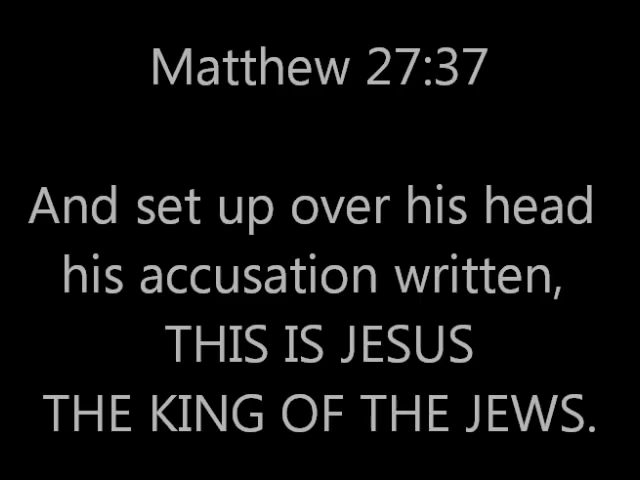 Matthew 27:37
And set up over his head
his accusation written,
THIS IS JESUS
THE KING OF THE JEWS.